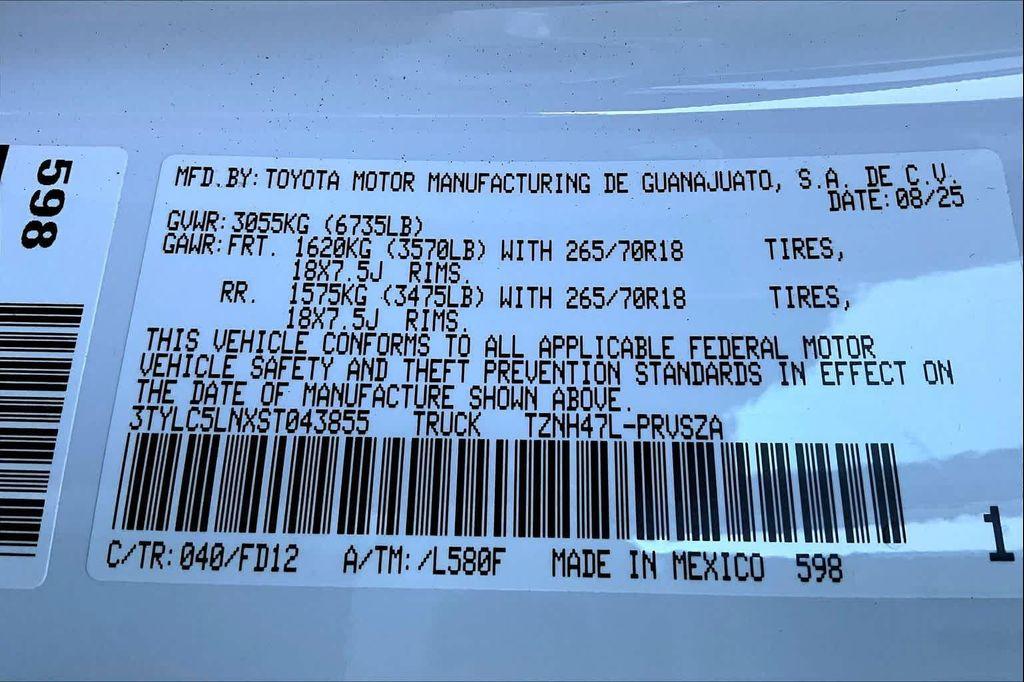 598
MFD.BY: TOYOTA MOTOR MANUFACTURING DE GUANAJUATO, S.A. DE C.V.
DATE: 08/25
GVWR: 3055KG (6735LB)
GAWR: FRT. 1620KG (3570LB) WITH 265/70R18 TIRES,
18X7.5J RIMS.
RR. 1575KG (3475LB) WITH 265/70R18 TIRES,
18X7.5J RIMS.
THIS VEHICLE CONFORMS TO ALL APPLICABLE FEDERAL MOTOR
VEHICLE SAFETY AND THEFT PREVENTION STANDARDS IN EFFECT ON
THE DATE OF MANUFACTURE SHOWN ABOVE.
3TYLC5LNXST043855 TRUCK TZNH47L-PRVSZA
C/TR: 040/FD12 A/TM: /L580F MADE IN MEXICO 598
1